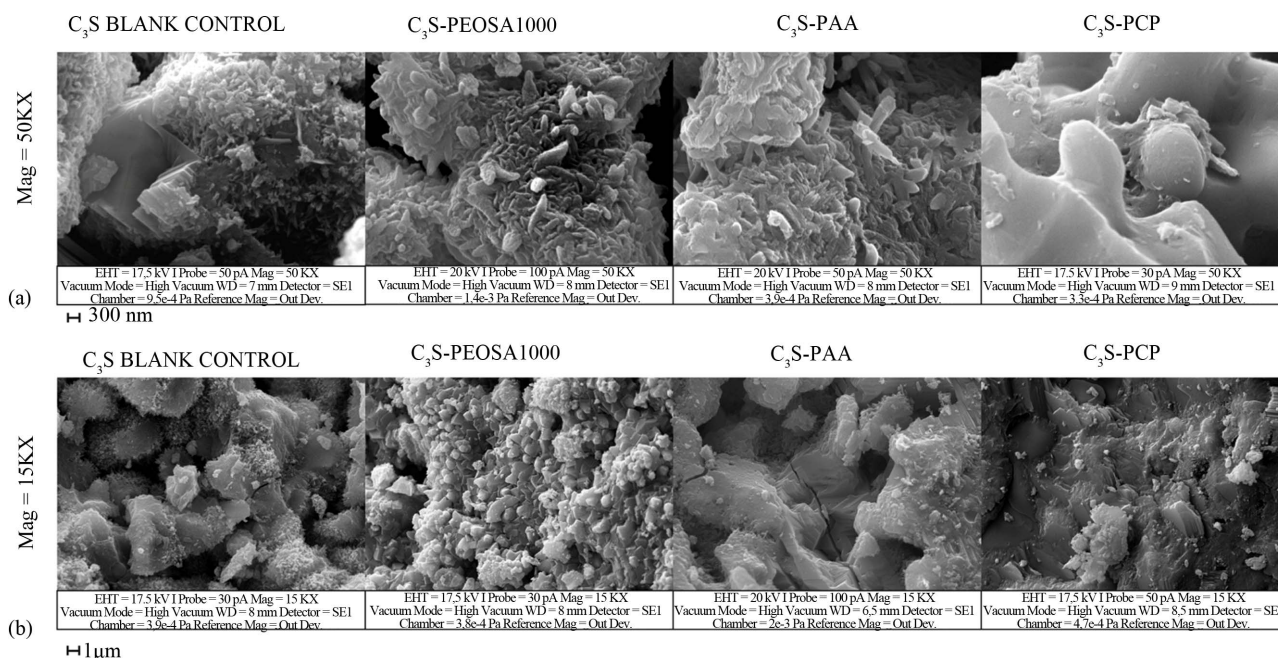 C₃S BLANK CONTROL
C₃S-PEOSA1000
C₃S-PAA
C₃S-PCP
Mag = 50KX
EHT = 17,5 kV I Probe = 50 pA Mag = 50 KX
Vacuum Mode = High Vacuum WD = 7 mm Detector = SE1
Chamber = 9,5e-4 Pa Reference Mag = Out Dev.
EHT = 20 kV I Probe = 100 pA Mag = 50 KX
Vacuum Mode = High Vacuum WD = 8 mm Detector = SE1
Chamber = 1,4e-3 Pa Reference Mag = Out Dev.
EHT = 20 kV I Probe = 50 pA Mag = 50 KX
Vacuum Mode = High Vacuum WD = 8 mm Detector = SE1
Chamber = 3,9e-4 Pa Reference Mag = Out Dev.
EHT = 17.5 kV I Probe = 30 pA Mag = 50 KX
Vacuum Mode = High Vacuum WD = 9 mm Detector = SE1
Chamber = 3.3e-4 Pa Reference Mag = Out Dev.
(a)
300 nm
C₃S BLANK CONTROL
C₃S-PEOSA1000
C₃S-PAA
C₃S-PCP
Mag = 15KX
EHT = 17.5 kV I Probe = 30 pA Mag = 15 KX
Vacuum Mode = High Vacuum WD = 8 mm Detector = SE1
Chamber = 3,9e-4 Pa Reference Mag = Out Dev.
EHT = 17,5 kV I Probe = 30 pA Mag = 15 KX
Vacuum Mode = High Vacuum WD = 8 mm Detector = SE1
Chamber = 3,8e-4 Pa Reference Mag = Out Dev.
EHT = 20 kV I Probe = 100 pA Mag = 15 KX
Vacuum Mode = High Vacuum WD = 6,5 mm Detector = SE1
Chamber = 2e-3 Pa Reference Mag = Out Dev.
EHT = 17,5 kV I Probe = 50 pA Mag = 15 KX
Vacuum Mode = High Vacuum WD = 8,5 mm Detector = SE
Chamber = 4,7e-4 Pa Reference Mag = Out Dev.
(b)
1μm